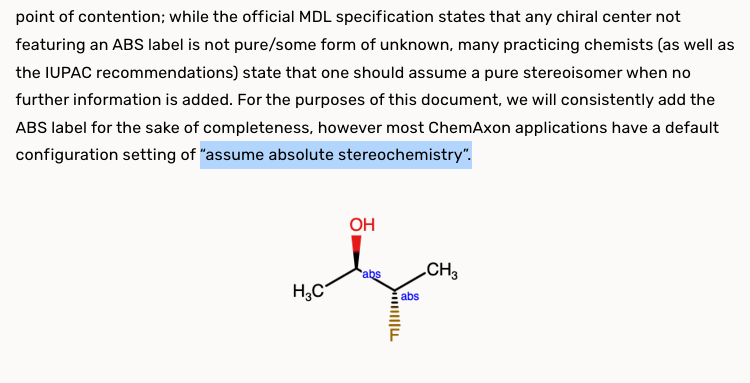 point of contention; while the official MDL specification states that any chiral center not
featuring an ABS label is not pure/some form of unknown, many practicing chemists (as well as
the IUPAC recommendations) state that one should assume a pure stereoisomer when no
further information is added. For the purposes of this document, we will consistently add the
ABS label for the sake of completeness, however most ChemAxon applications have a default
configuration setting of “assume absolute stereochemistry”.
OH
abs
CH₃
H₃C
abs
F